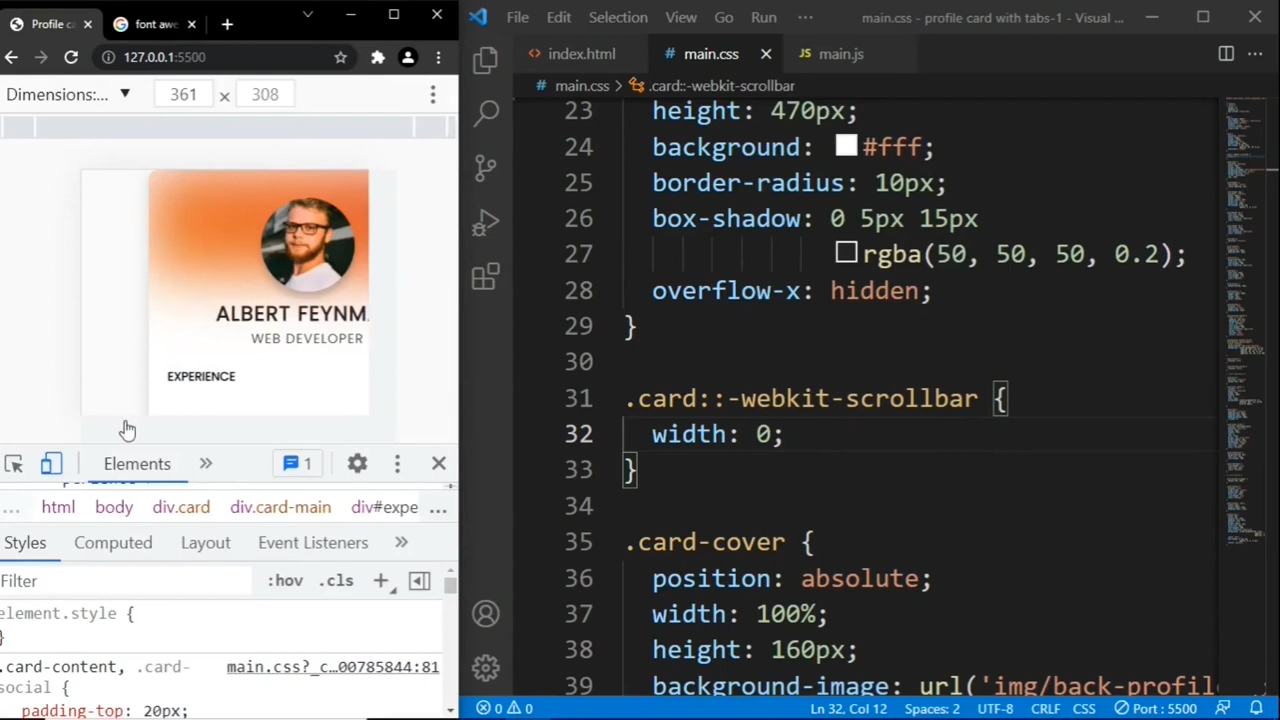 Profile ca
font awe
File Edit Selection View Go Run ··· main.css - profile card with tabs-1 - Visual ...
127.0.0.1:5500
index.html # main.css JS main.js
# main.css > .card::-webkit-scrollbar
Dimensions:... 361 x 308
23 height: 470px;
24 background: #fff;
25 border-radius: 10px;
26 box-shadow: 0 5px 15px
27 rgba(50, 50, 50, 0.2);
28 overflow-x: hidden;
29 }
30
31 .card::-webkit-scrollbar {
32 width: 0;
33 }
34
35 .card-cover {
36 position: absolute;
37 width: 100%;
38 height: 160px;
39 background-image: url('img/back-profile
ALBERT FEYNM
WEB DEVELOPER
EXPERIENCE
Elements » 1
... html body div.card div.card-main div#expe ...
Styles Computed Layout Event Listeners »
Filter :hov .cls +
element.style {
}
.card-content, .card- main.css?_c…00785844:81
social {
padding-top: 20px;
0 0 Ln 32, Col 12 Spaces: 2 UTF-8 CRLF CSS Port : 5500